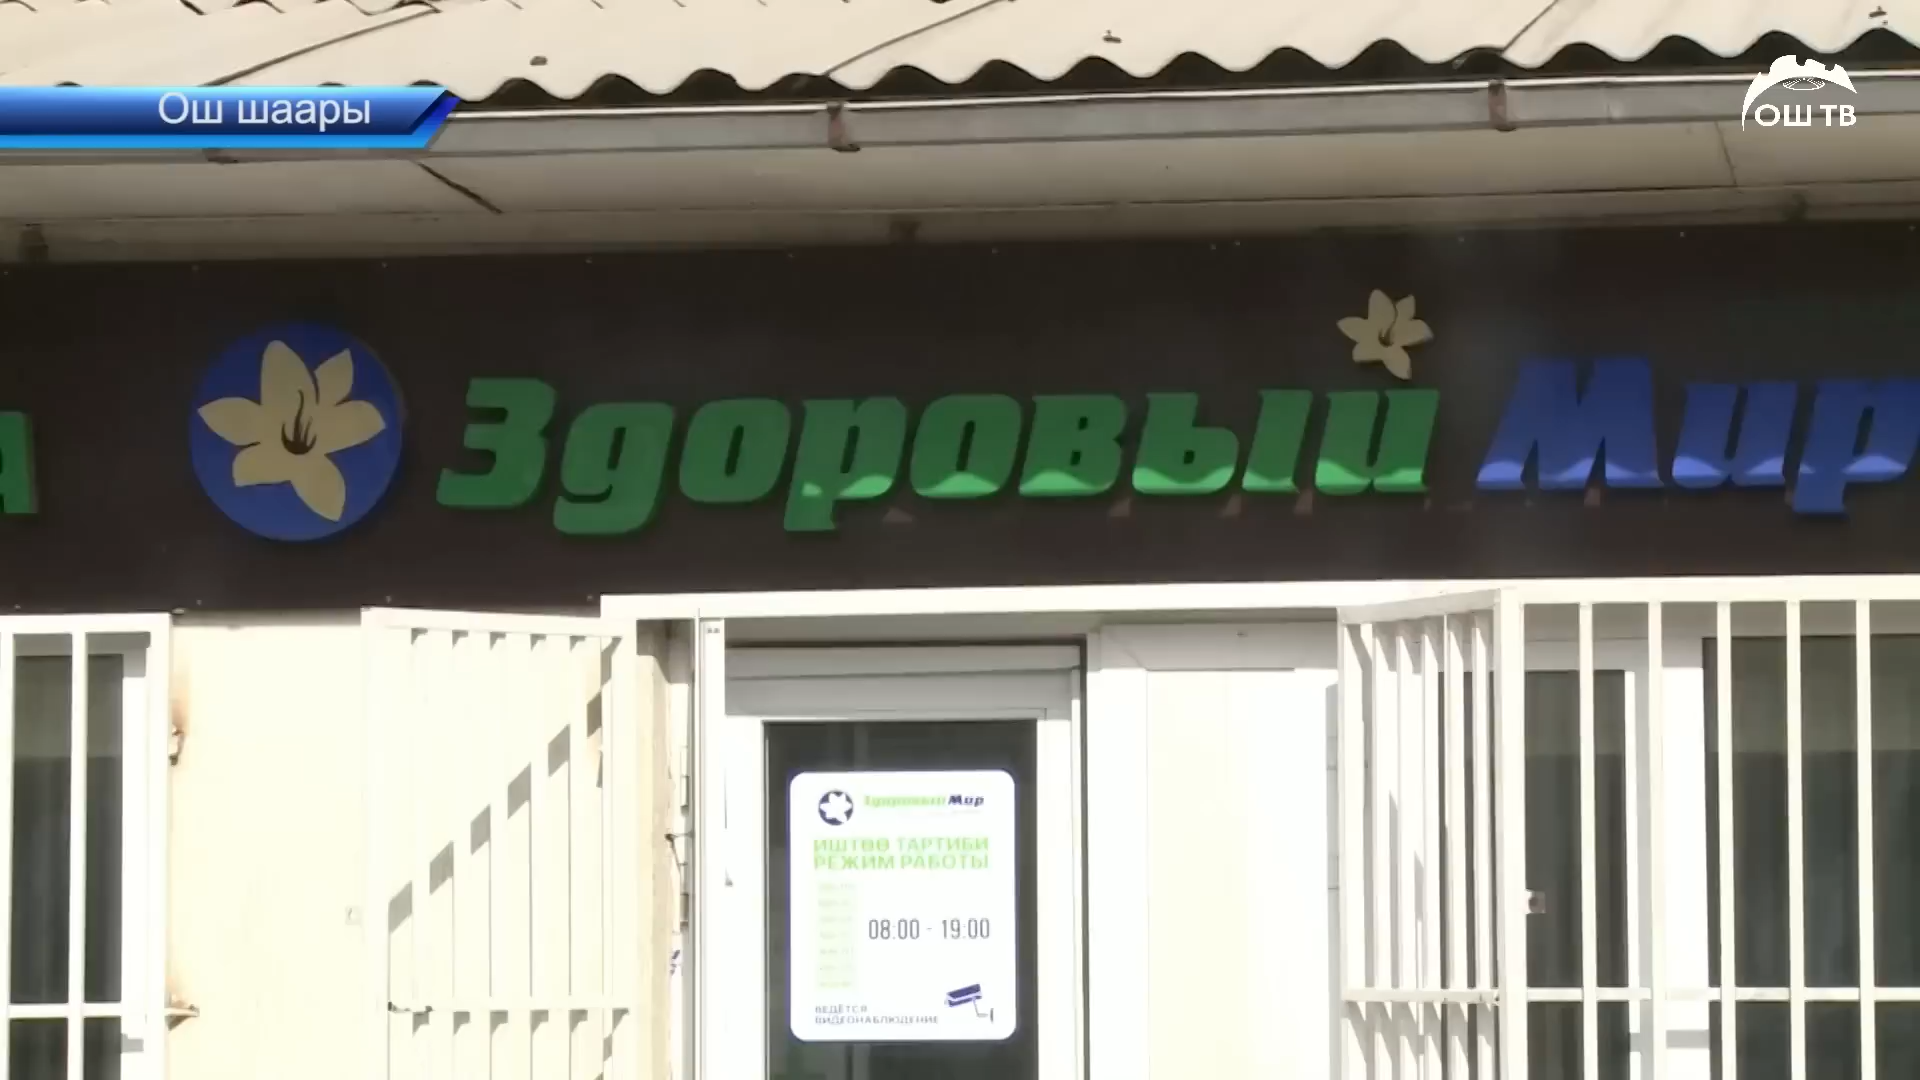 Ош шаары
ОШ ТВ
Здоровый Мир
Здоровый Мир
ИШТӨӨ ТАРТИБИ
РЕЖИМ РАБОТЫ
08:00 - 19:00
ВЕДЁТСЯ
ВИДЕОНАБЛЮДЕНИЕ